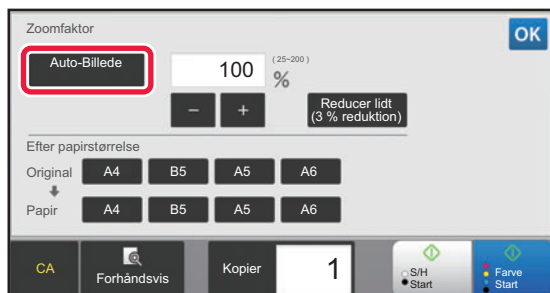 Zoomfaktor
OK
Auto-Billede
100
(25~200)
%
− +
Reducer lidt
(3 % reduktion)
Efter papirstørrelse
Original A4 B5 A5 A6
Papir A4 B5 A5 A6
CA
Forhåndsvis
Kopier
1
S/H
Start
Farve
Start